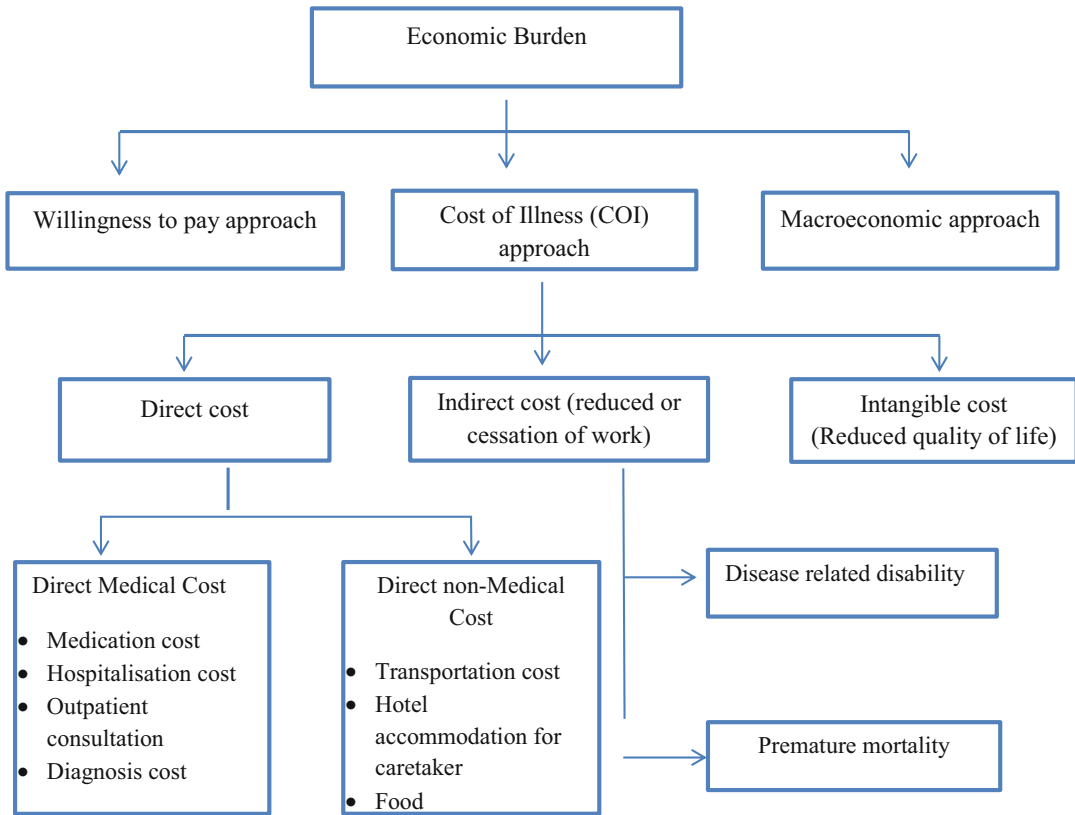 Economic Burden
Willingness to pay approach
Cost of Illness (COI)
approach
Macroeconomic approach
Direct cost
Indirect cost (reduced or
cessation of work)
Intangible cost
(Reduced quality of life)
Direct Medical Cost
• Medication cost
• Hospitalisation cost
• Outpatient
consultation
• Diagnosis cost
Direct non-Medical
Cost
• Transportation cost
• Hotel
accommodation for
caretaker
• Food
Disease related disability
Premature mortality